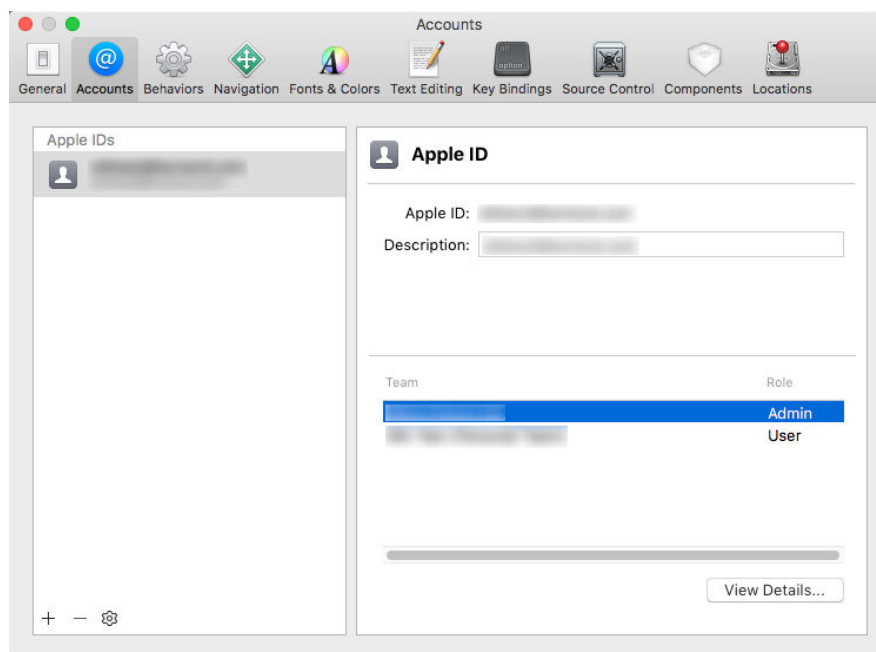 Accounts
General Accounts Behaviors Navigation Fonts & Colors Text Editing Key Bindings Source Control Components Locations
Apple IDs
Apple ID
Apple ID:
Description:
Team Role
Admin
User
View Details...